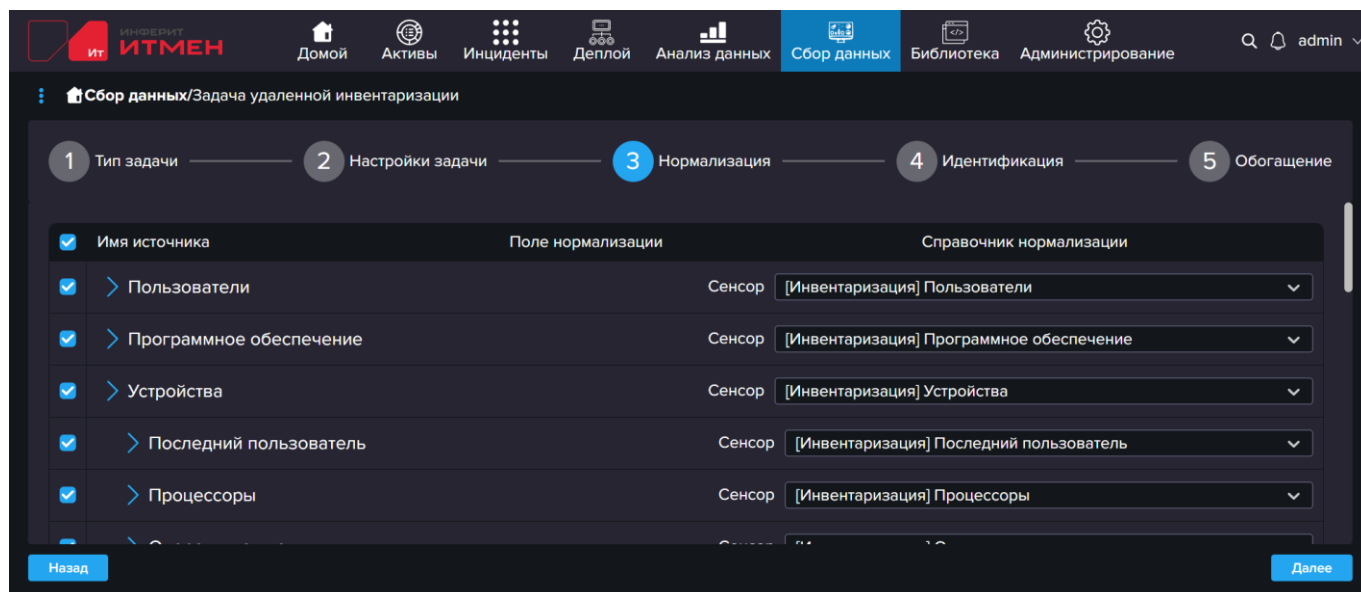 ИНФЕРИТ
ИТ ИТМЕН
Домой Активы Инциденты Деплой Анализ данных Сбор данных Библиотека Администрирование admin
Сбор данных/Задача удаленной инвентаризации
1 Тип задачи 2 Настройки задачи 3 Нормализация 4 Идентификация 5 Обогащение
Имя источника Поле нормализации Справочник нормализации
Пользователи Сенсор [Инвентаризация] Пользователи
Программное обеспечение Сенсор [Инвентаризация] Программное обеспечение
Устройства Сенсор [Инвентаризация] Устройства
Последний пользователь Сенсор [Инвентаризация] Последний пользователь
Процессоры Сенсор [Инвентаризация] Процессоры
Назад Далее